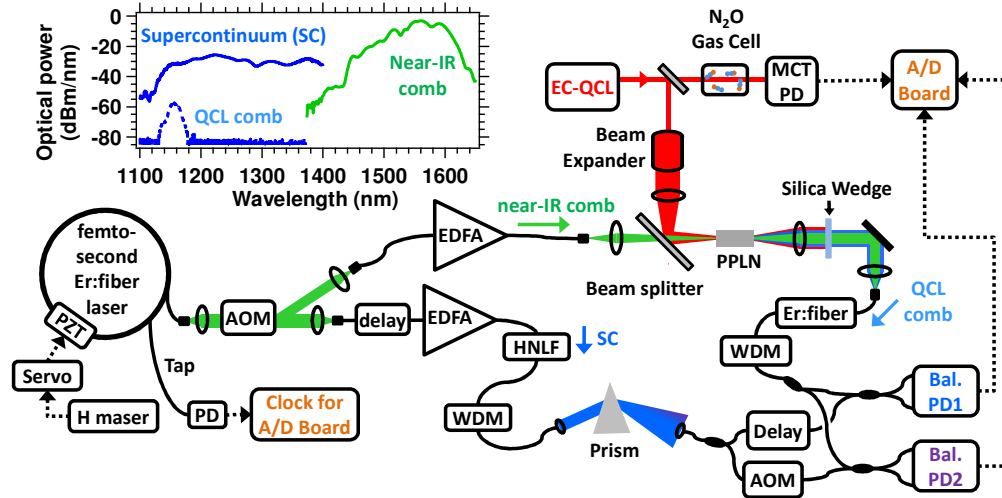 Optical power
(dBm/nm)
0
-20
-40
-60
-80
Supercontinuum (SC)
QCL comb
Near-IR
comb
1100 1200 1300 1400 1500 1600
Wavelength (nm)
EC-QCL
N2O
Gas Cell
MCT
PD
A/D
Board
Beam
Expander
Silica Wedge
near-IR comb
PPLN
Beam splitter
femto-
second
Er:fiber
laser
PZT
Servo
H maser
Tap
PD
Clock for
A/D Board
AOM
EDFA
delay
EDFA
HNLF
SC
WDM
Prism
Er:fiber
QCL
comb
WDM
Delay
AOM
Bal.
PD1
Bal.
PD2